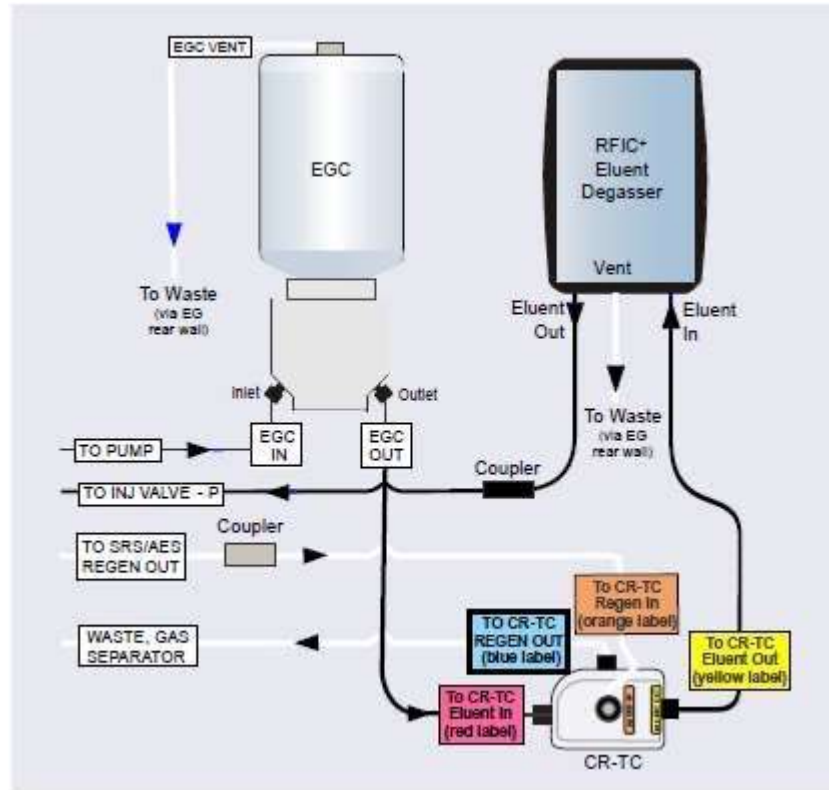 EGC VENT
EGC
RFIC+
Eluent
Degasser
Vent
To Waste
(via EG
rear wall)
Eluent
Out
Eluent
In
Inlet
Outlet
To Waste
(via EG
rear wall)
EGC
IN
EGC
OUT
TO PUMP
Coupler
TO INJ VALVE - P
Coupler
TO SRS/AES
REGEN OUT
To CR-TC
Regen In
(orange label)
TO CR-TC
REGEN OUT
(blue label)
WASTE, GAS
SEPARATOR
To CR-TC
Eluent Out
(yellow label)
To CR-TC
Eluent In
(red label)
CR-TC